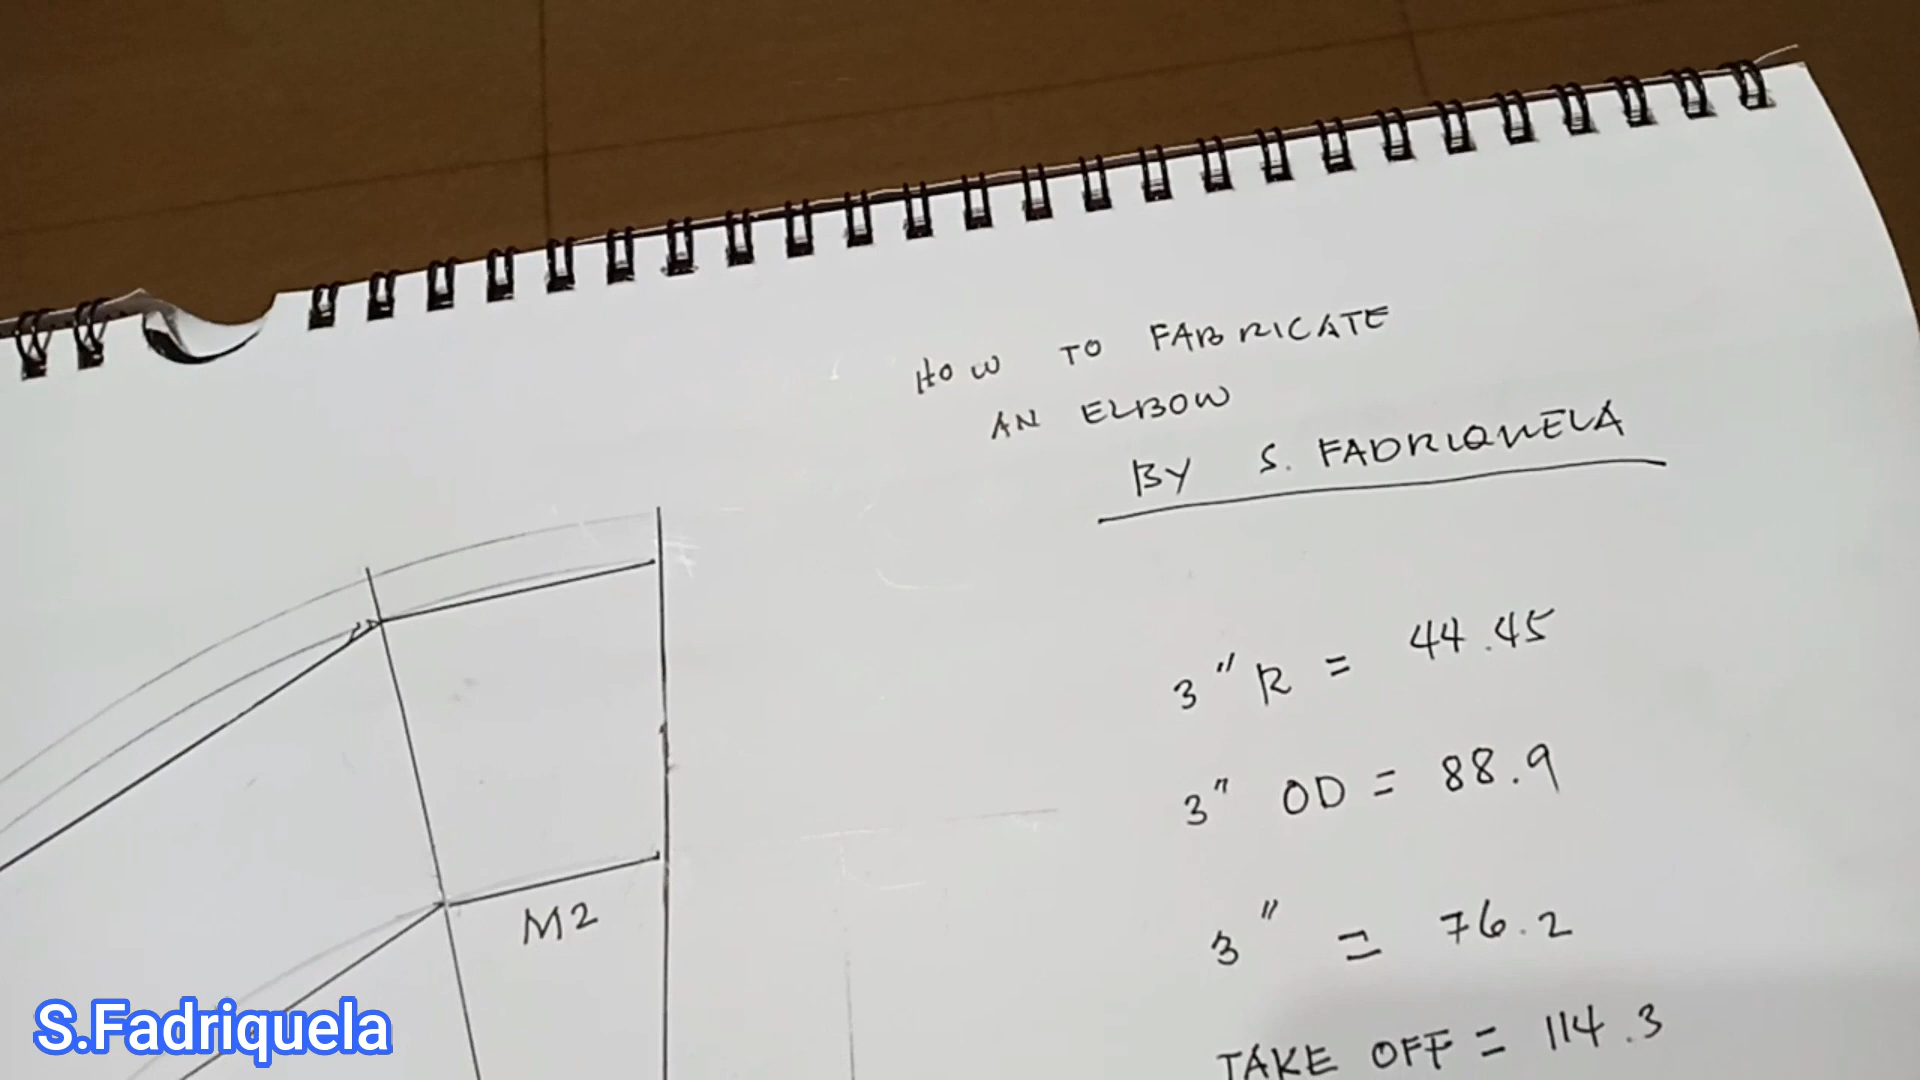 HOW TO FABRICATE
AN ELBOW
BY S. FADRIQUELA
3" R = 44.45
3" OD = 88.9
3" = 76.2
TAKE OFF = 114.3
M2
S.Fadriquela